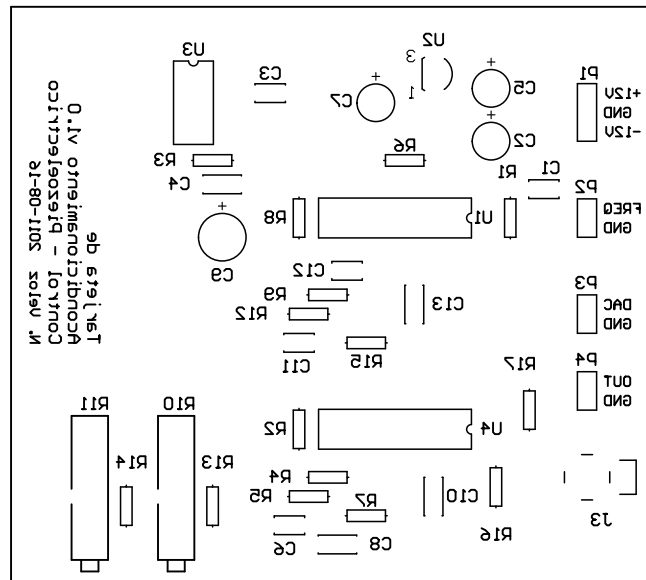 U3
C3
U2
3
1
+
C7
+
C5
+
C2
P1
+12V
GND
-12V
R3
C4
R6
R1
C1
P2
FREQ
GND
+
C9
R8
U1
C12
R9
R12
C13
C11
R15
P3
DAC
GND
R17
P4
OUT
GND
Tarjeta de
Acondicionamiento v1.0
Control - Piezoelectrico
N. Veloz 2011-08-16
R11
R10
R2
U4
R14
R13
R4
R5
R7
C10
C6
C8
R16
J3